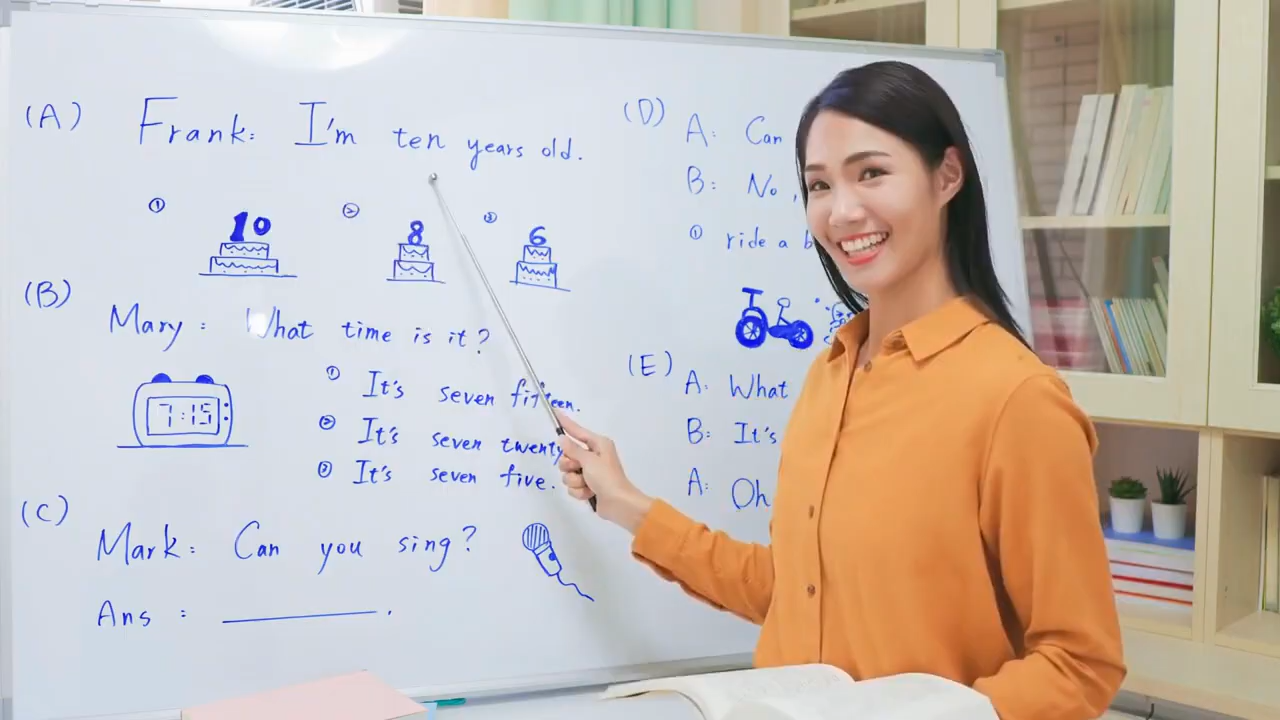 (A) Frank: I'm ten years old.
① 10 ② 8 ③ 6
(B) Mary: What time is it?
7:15
① It's seven fifteen.
② It's seven twenty
③ It's seven five.
(C) Mark: Can you sing?
Ans : ________.
(D) A: Can
B: No,
① ride a b
(E) A: What
B: It's
A: Oh